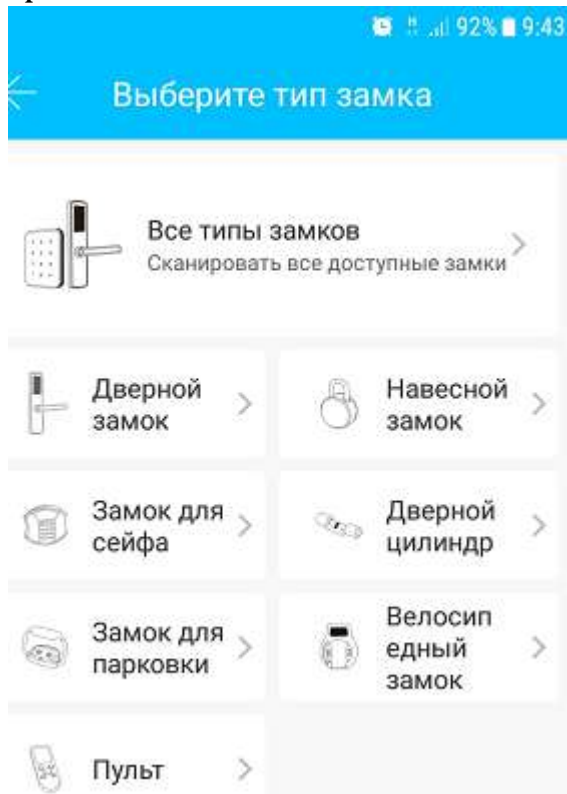 92% 9:43
Выберите тип замка
Все типы замков
Сканировать все доступные замки
Дверной
замок
Навесной
замок
Замок для
сейфа
Дверной
цилиндр
Замок для
парковки
Велосип
едный
замок
Пульт